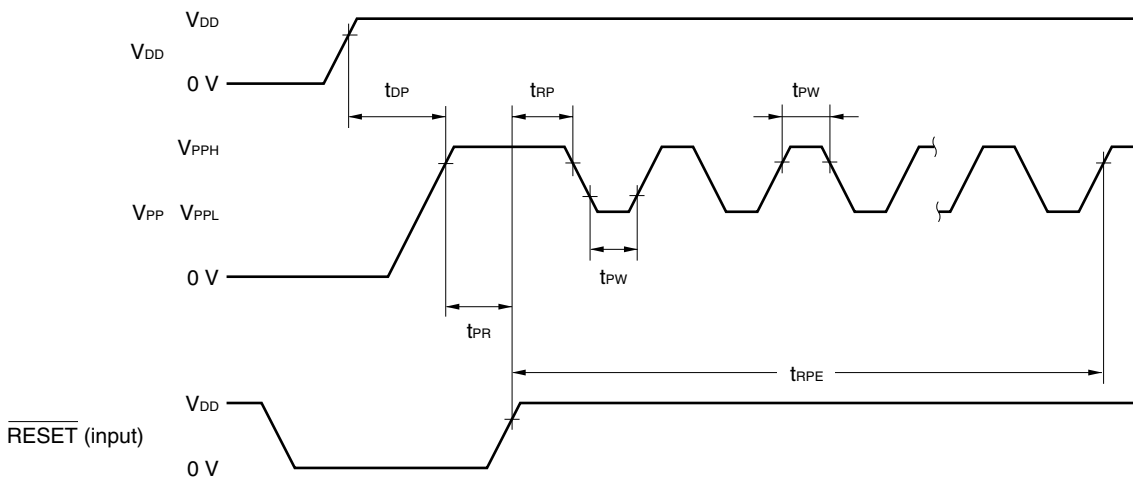 VDD
VDD
0 V
tDP
tRP
tPW
VPPH
VPP VPPL
tPW
0 V
tPR
tRPE
VDD
RESET (input)
0 V